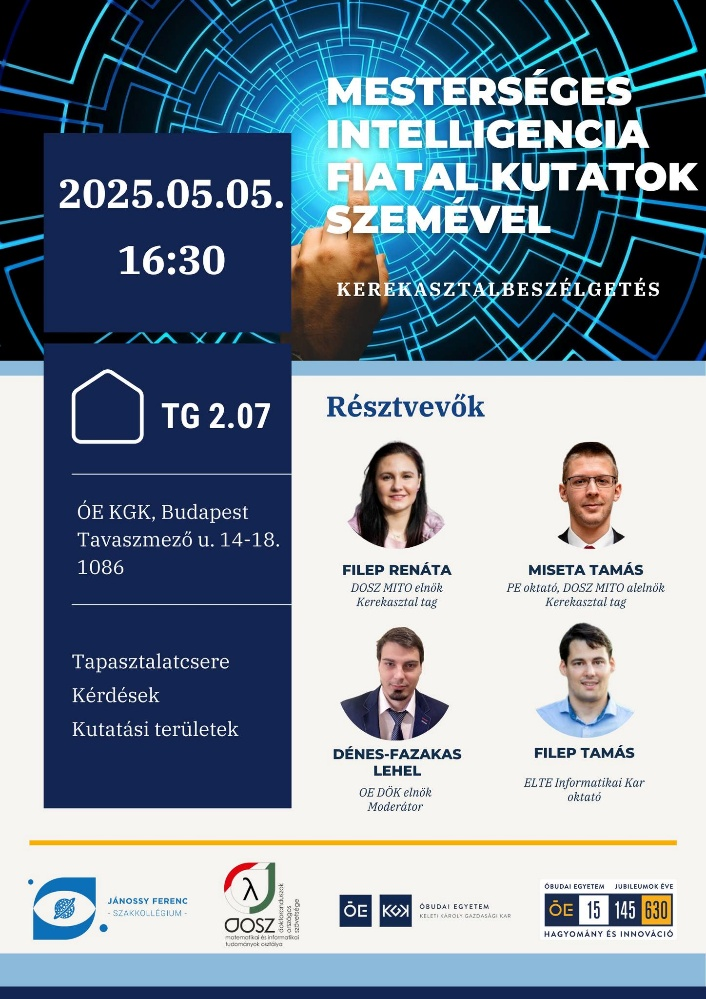 MESTERSÉGES
INTELLIGENCIA
FIATAL KUTATOK
SZEMÉVEL
KEREKASZTALBESZÉLGETÉS
2025.05.05.
16:30
TG 2.07
ÓE KGK, Budapest
Tavaszmező u. 14-18.
1086
Tapasztalatcsere
Kérdések
Kutatási területek
Résztvevők
FILEP RENÁTA
DOSZ MITO elnök
Kerekasztal tag
MISETA TAMÁS
PE oktató, DOSZ MITO alelnök
Kerekasztal tag
DÉNES-FAZAKAS
LEHEL
OE DÖK elnök
Moderátor
FILEP TAMÁS
ELTE Informatikai Kar
oktató
JÁNOSSY FERENC
- SZAKKOLLÉGIUM -
λ
DOSZ
doktoranduszok
országos
szövetsége
matematikai és informatikai
tudományok osztálya
ÓE KGK
ÓBUDAI EGYETEM
KELETI KÁROLY GAZDASÁGI KAR
ÓBUDAI EGYETEM JUBILEUMOK ÉVE
ÓE 15 145 630
HAGYOMÁNY ÉS INNOVÁCIÓ